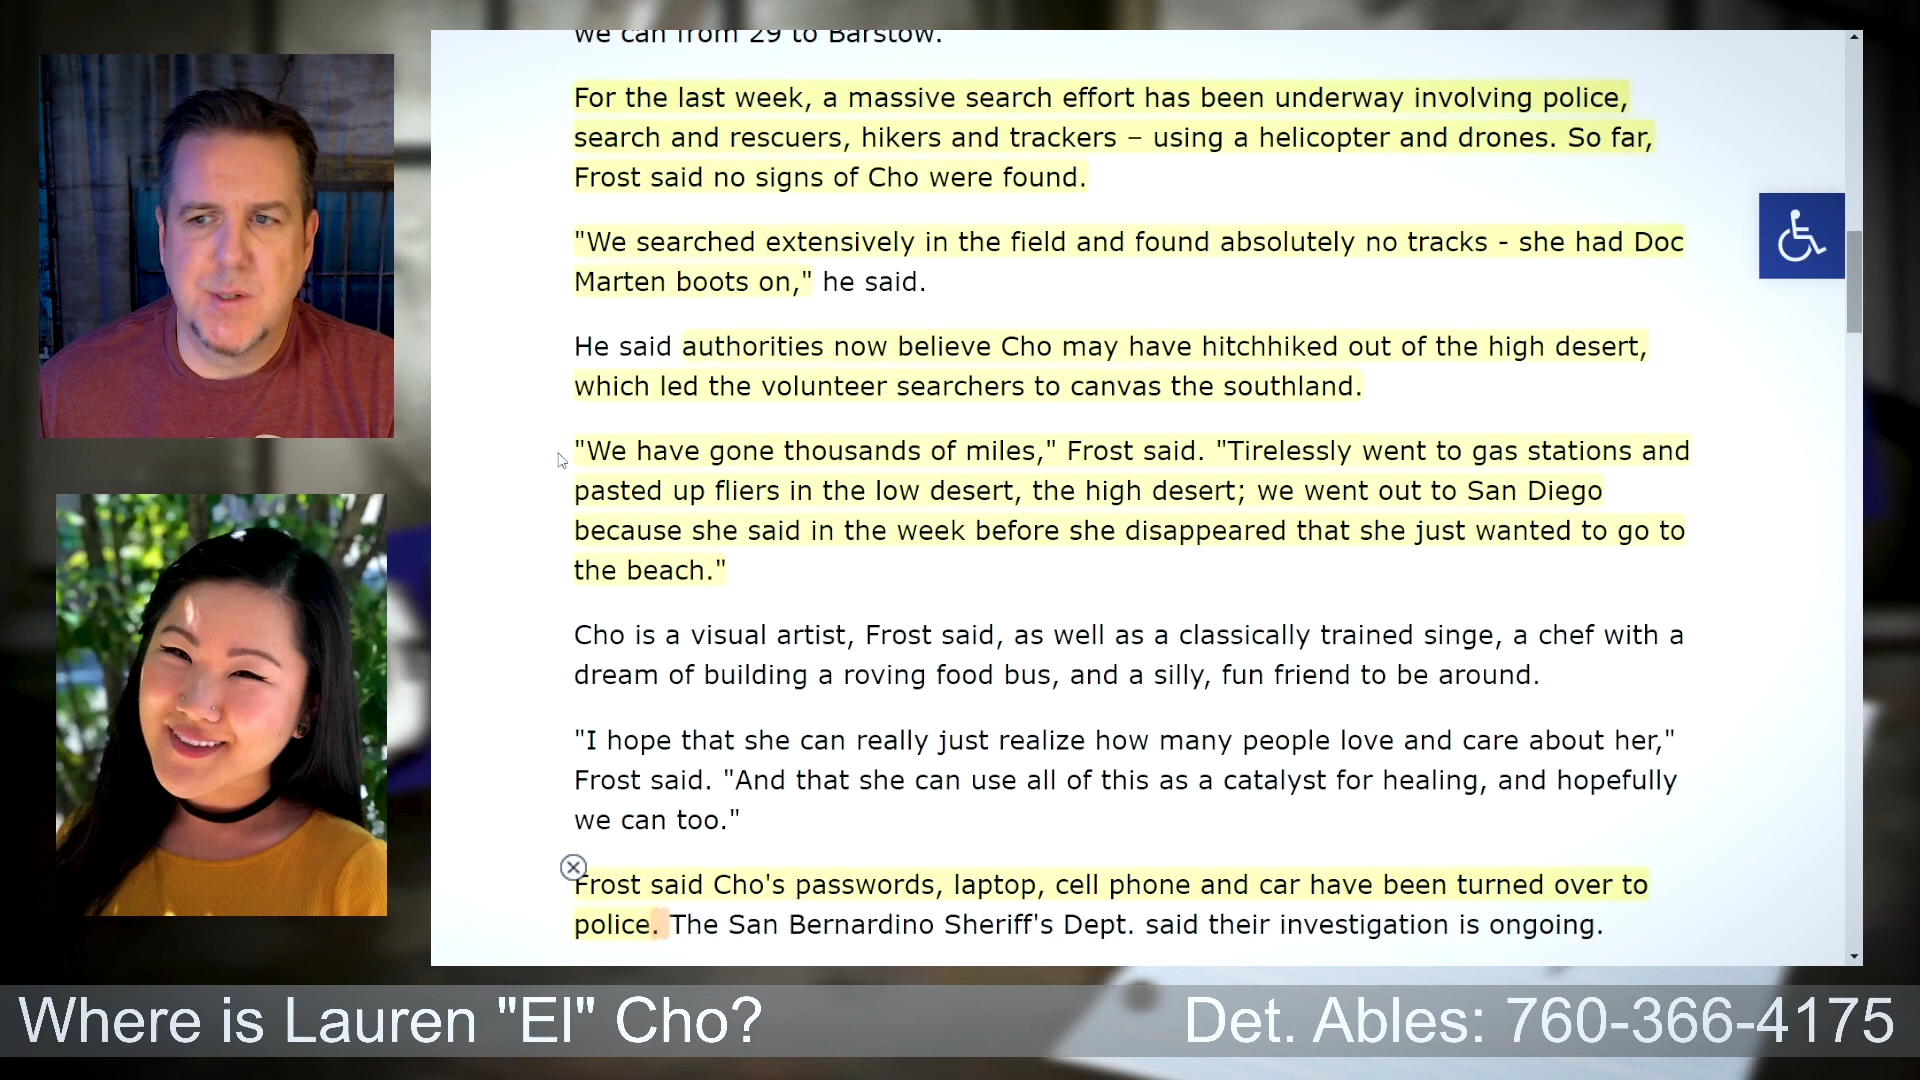 we can from 29 to Barstow.
For the last week, a massive search effort has been underway involving police,
search and rescuers, hikers and trackers – using a helicopter and drones. So far,
Frost said no signs of Cho were found.
"We searched extensively in the field and found absolutely no tracks - she had Doc
Marten boots on," he said.
He said authorities now believe Cho may have hitchhiked out of the high desert,
which led the volunteer searchers to canvas the southland.
"We have gone thousands of miles," Frost said. "Tirelessly went to gas stations and
pasted up fliers in the low desert, the high desert; we went out to San Diego
because she said in the week before she disappeared that she just wanted to go to
the beach."
Cho is a visual artist, Frost said, as well as a classically trained singe, a chef with a
dream of building a roving food bus, and a silly, fun friend to be around.
"I hope that she can really just realize how many people love and care about her,"
Frost said. "And that she can use all of this as a catalyst for healing, and hopefully
we can too."
Frost said Cho's passwords, laptop, cell phone and car have been turned over to
police. The San Bernardino Sheriff's Dept. said their investigation is ongoing.
Where is Lauren "El" Cho?
Det. Ables: 760-366-4175